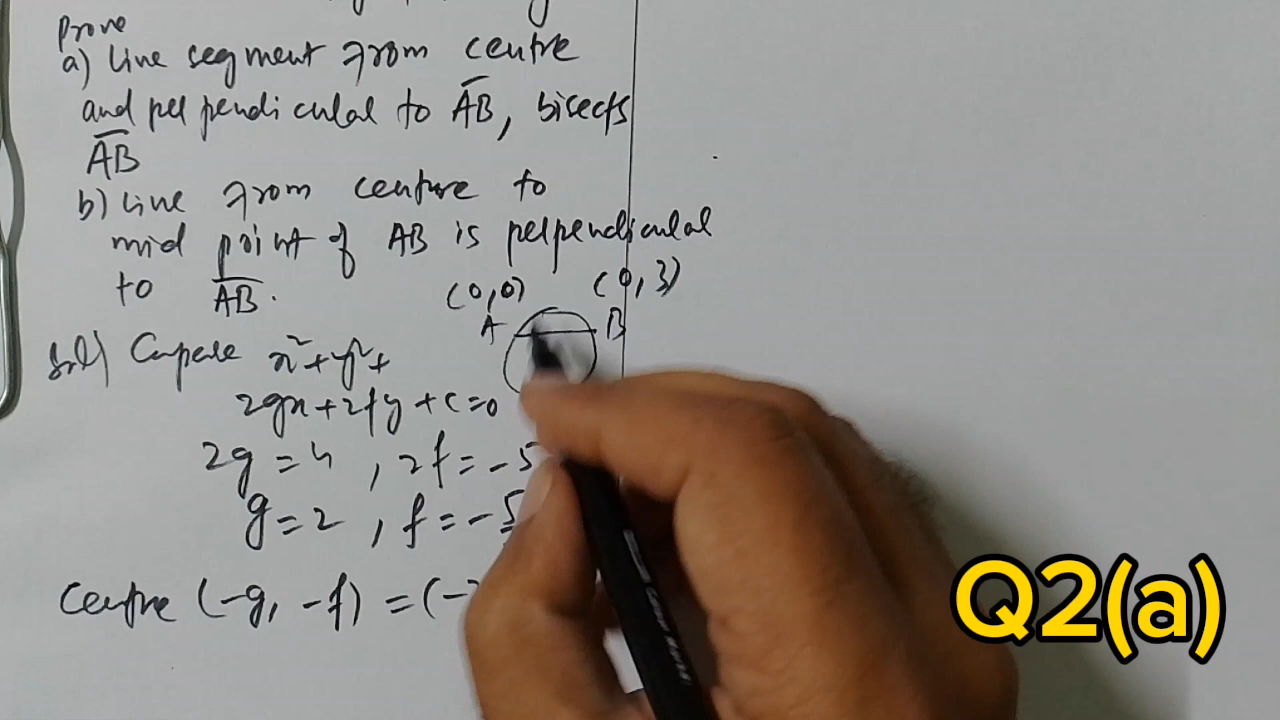 Prove
a) Line segment from centre
and perpendicular to AB, bisects
AB
b) Line from centre to
mid point of AB is perpendicular
to AB.
(0,0) (0,3)
A B
Sol) Compare x²+y²+
2gx+2fy+c=0
2g=4, 2f=-5
g=2, f=-5
Centre (-g, -f) = (-
Q2(a)